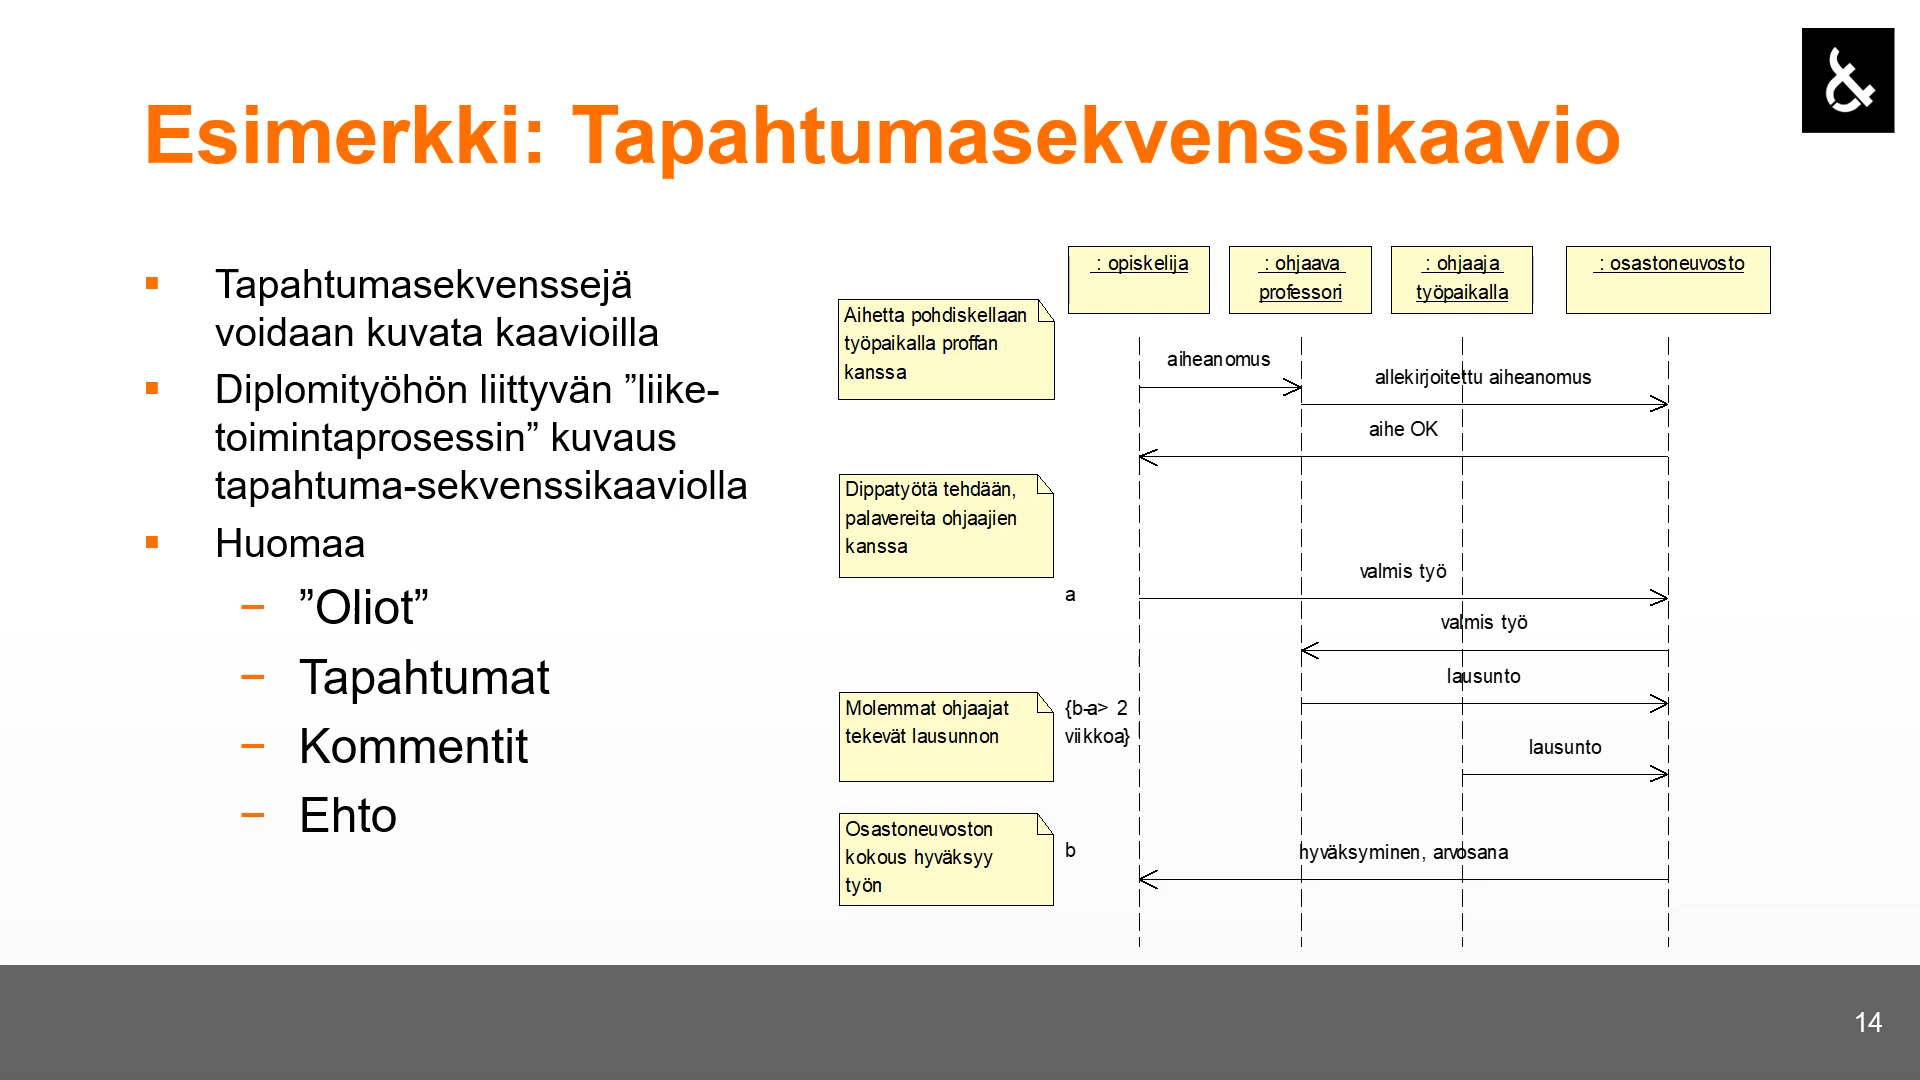 &
Esimerkki: Tapahtumasekvenssikaavio
Tapahtumasekvenssejä
voidaan kuvata kaavioilla
Diplomityöhön liittyvän ”liike-
toimintaprosessin” kuvaus
tapahtuma-sekvenssikaaviolla
Huomaa
– ”Oliot”
– Tapahtumat
– Kommentit
– Ehto
: opiskelija
: ohjaava
professori
: ohjaaja
työpaikalla
: osastoneuvosto
Aihetta pohdiskellaan
työpaikalla proffan
kanssa
aiheanomus
allekirjoitettu aiheanomus
aihe OK
Dippatyötä tehdään,
palavereita ohjaajien
kanssa
valmis työ
a
valmis työ
lausunto
Molemmat ohjaajat
tekevät lausunnon
{b-a> 2
viikkoa}
lausunto
Osastoneuvoston
kokous hyväksyy
työn
b
hyväksyminen, arvosana
14